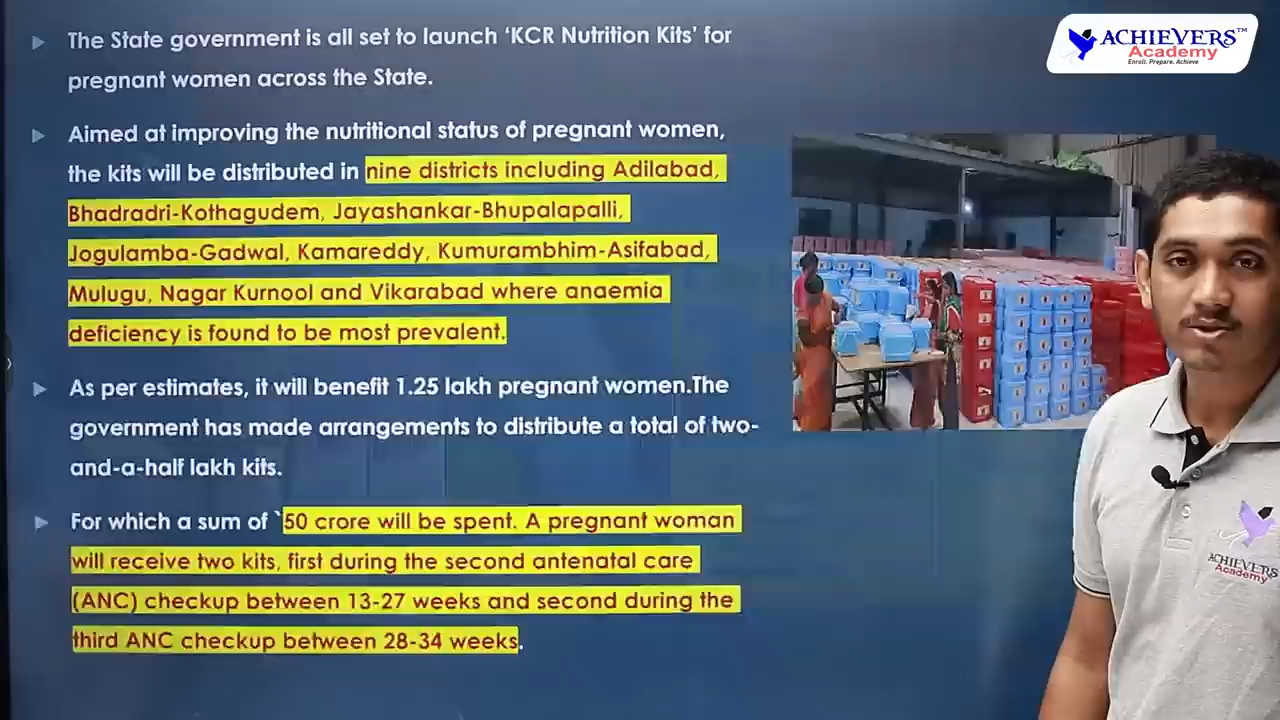 The State government is all set to launch ‘KCR Nutrition Kits’ for
pregnant women across the State.
Aimed at improving the nutritional status of pregnant women,
the kits will be distributed in nine districts including Adilabad,
Bhadradri-Kothagudem, Jayashankar-Bhupalapalli,
Jogulamba-Gadwal, Kamareddy, Kumurambhim-Asifabad,
Mulugu, Nagar Kurnool and Vikarabad where anaemia
deficiency is found to be most prevalent.
As per estimates, it will benefit 1.25 lakh pregnant women.The
government has made arrangements to distribute a total of two-
and-a-half lakh kits.
For which a sum of `50 crore will be spent. A pregnant woman
will receive two kits, first during the second antenatal care
(ANC) checkup between 13-27 weeks and second during the
third ANC checkup between 28-34 weeks.
ACHIEVERS™
Academy
Enroll. Prepare. Achieve
ACHIEVERS
Academy